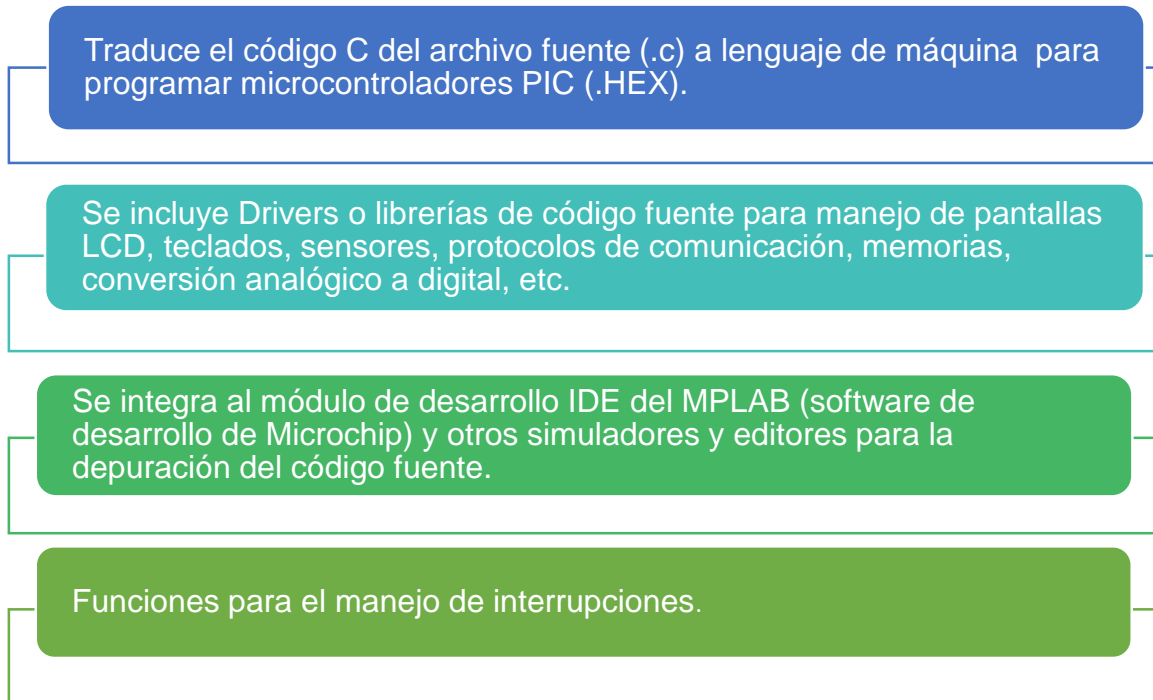 Traduce el código C del archivo fuente (.c) a lenguaje de máquina para
programar microcontroladores PIC (.HEX).
Se incluye Drivers o librerías de código fuente para manejo de pantallas
LCD, teclados, sensores, protocolos de comunicación, memorias,
conversión analógico a digital, etc.
Se integra al módulo de desarrollo IDE del MPLAB (software de
desarrollo de Microchip) y otros simuladores y editores para la
depuración del código fuente.
Funciones para el manejo de interrupciones.